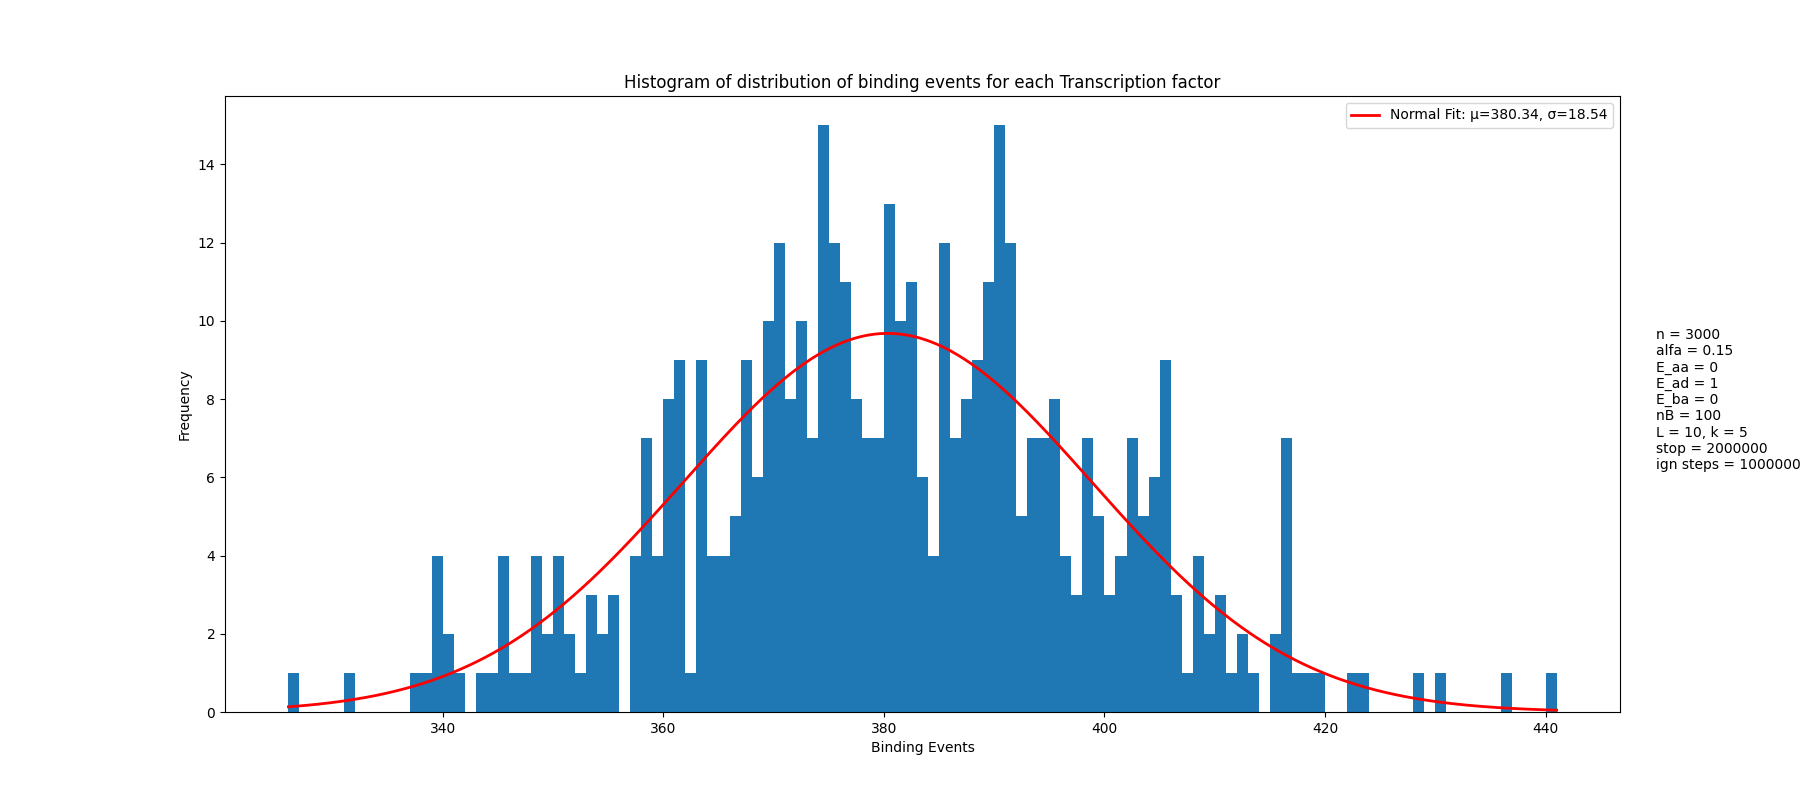 Histogram of distribution of binding events for each Transcription factor
Normal Fit: μ=380.34, σ=18.54
14
12
10
8
6
4
2
0
Frequency
340
360
380
400
420
440
Binding Events
n = 3000
alfa = 0.15
E_aa = 0
E_ad = 1
E_ba = 0
nB = 100
L = 10, k = 5
stop = 2000000
ign steps = 1000000